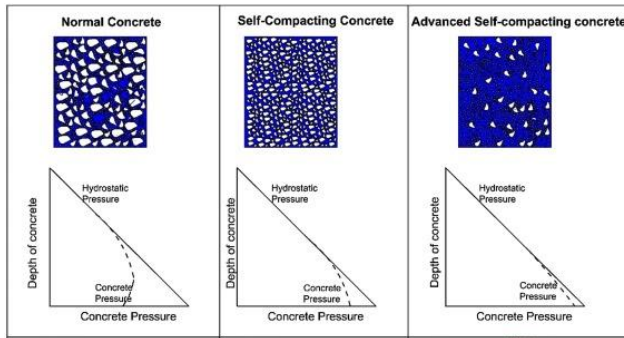 Normal Concrete
Hydrostatic
Pressure
Concrete
Pressure
Depth of concrete
Concrete Pressure
Self-Compacting Concrete
Hydrostatic
Pressure
Concrete
Pressure
Depth of concrete
Concrete Pressure
Advanced Self-compacting concrete
Hydrostatic
Pressure
Concrete
Pressure
Depth of concrete
Concrete Pressure